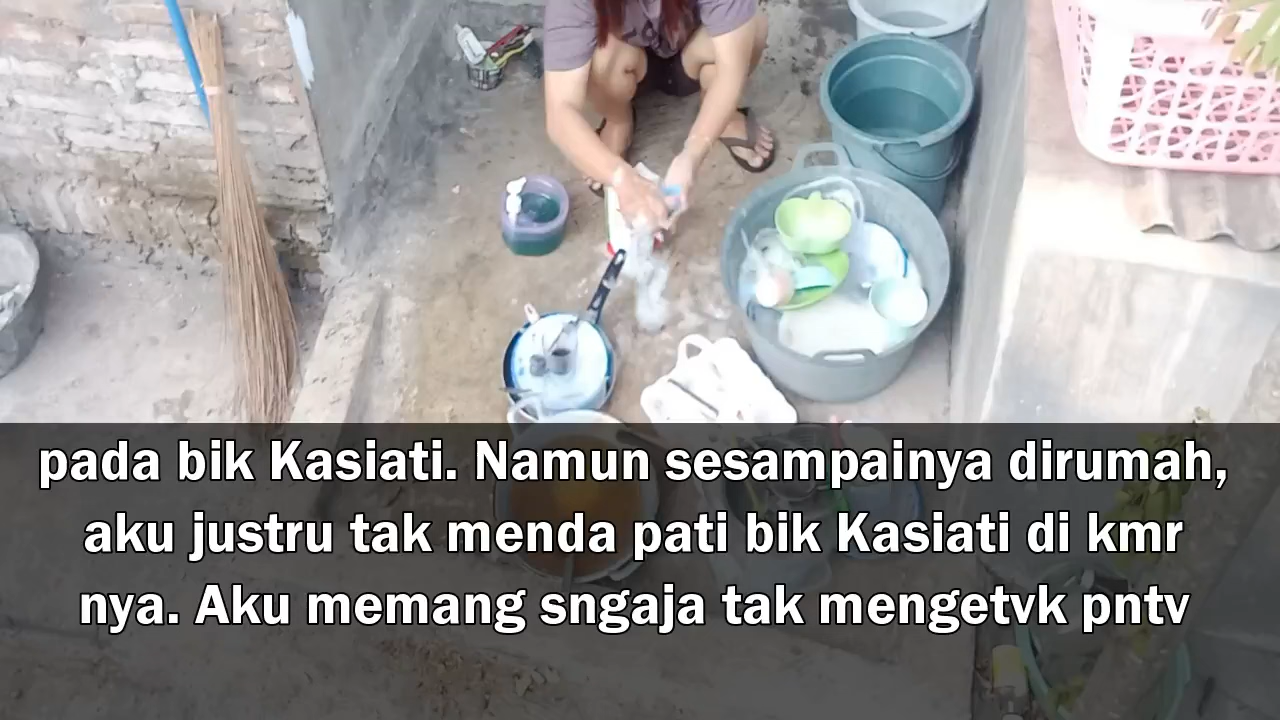 pada bik Kasiati. Namun sesampainya dirumah,
aku justru tak menda pati bik Kasiati di kmr
nya. Aku memang sngaja tak mengetvk pntv